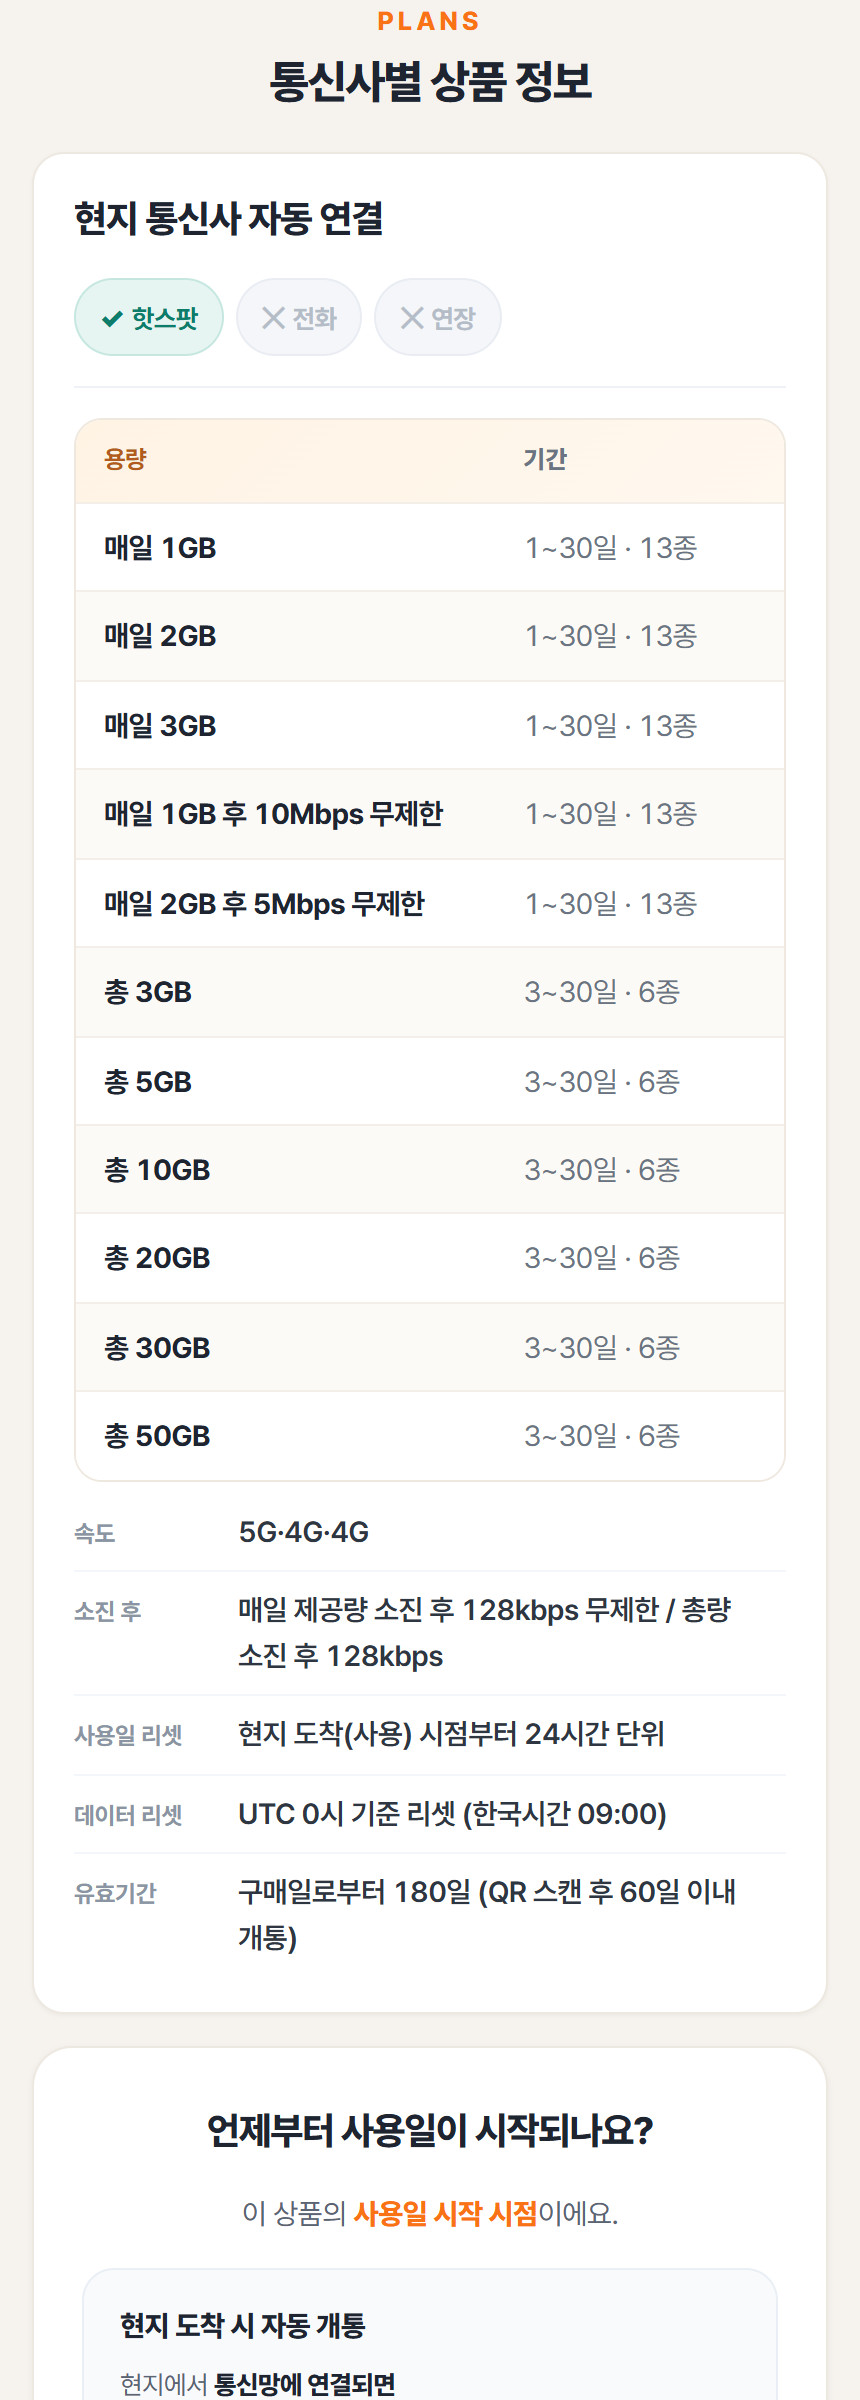 PLANS
통신사별 상품 정보
현지 통신사 자동 연결
✔ 핫스팟 ✕ 전화 ✕ 연장
용량 기간
매일 1GB 1~30일 · 13종
매일 2GB 1~30일 · 13종
매일 3GB 1~30일 · 13종
매일 1GB 후 10Mbps 무제한 1~30일 · 13종
매일 2GB 후 5Mbps 무제한 1~30일 · 13종
총 3GB 3~30일 · 6종
총 5GB 3~30일 · 6종
총 10GB 3~30일 · 6종
총 20GB 3~30일 · 6종
총 30GB 3~30일 · 6종
총 50GB 3~30일 · 6종
속도 5G·4G·4G
소진 후 매일 제공량 소진 후 128kbps 무제한 / 총량
소진 후 128kbps
사용일 리셋 현지 도착(사용) 시점부터 24시간 단위
데이터 리셋 UTC 0시 기준 리셋 (한국시간 09:00)
유효기간 구매일로부터 180일 (QR 스캔 후 60일 이내
개통)
언제부터 사용일이 시작되나요?
이 상품의 사용일 시작 시점이에요.
현지 도착 시 자동 개통
현지에서 통신망에 연결되면